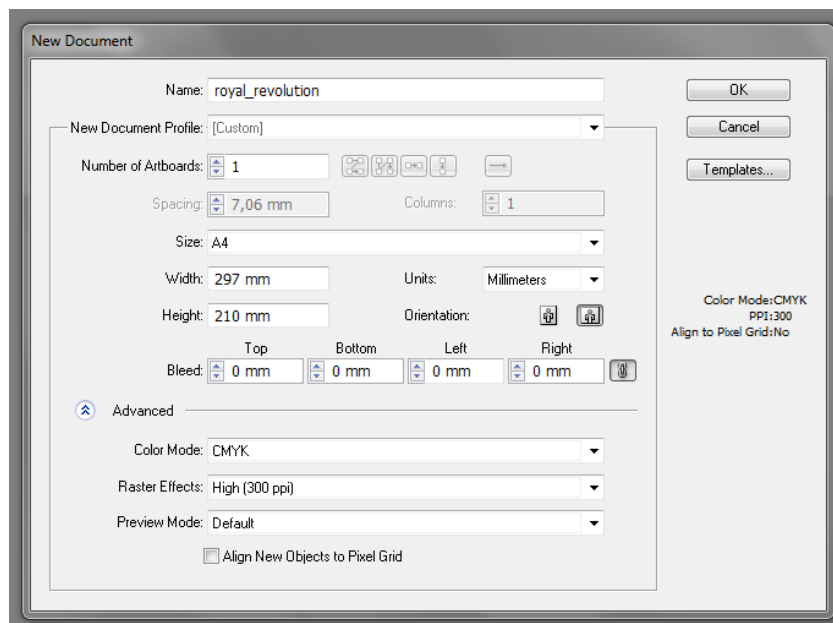 New Document
Name: royal_revolution
OK
New Document Profile: [Custom]
Cancel
Number of Artboards: 1
Templates...
Spacing: 7,06 mm Columns: 1
Size: A4
Width: 297 mm Units: Millimeters
Height: 210 mm Orientation:
Color Mode:CMYK
PPI:300
Align to Pixel Grid:No
Top Bottom Left Right
Bleed: 0 mm 0 mm 0 mm 0 mm
Advanced
Color Mode: CMYK
Raster Effects: High (300 ppi)
Preview Mode: Default
Align New Objects to Pixel Grid